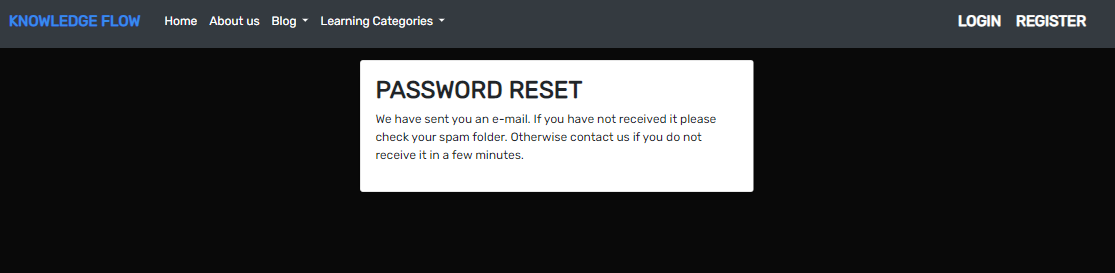 KNOWLEDGE FLOW Home About us Blog Learning Categories LOGIN REGISTER
PASSWORD RESET
We have sent you an e-mail. If you have not received it please
check your spam folder. Otherwise contact us if you do not
receive it in a few minutes.